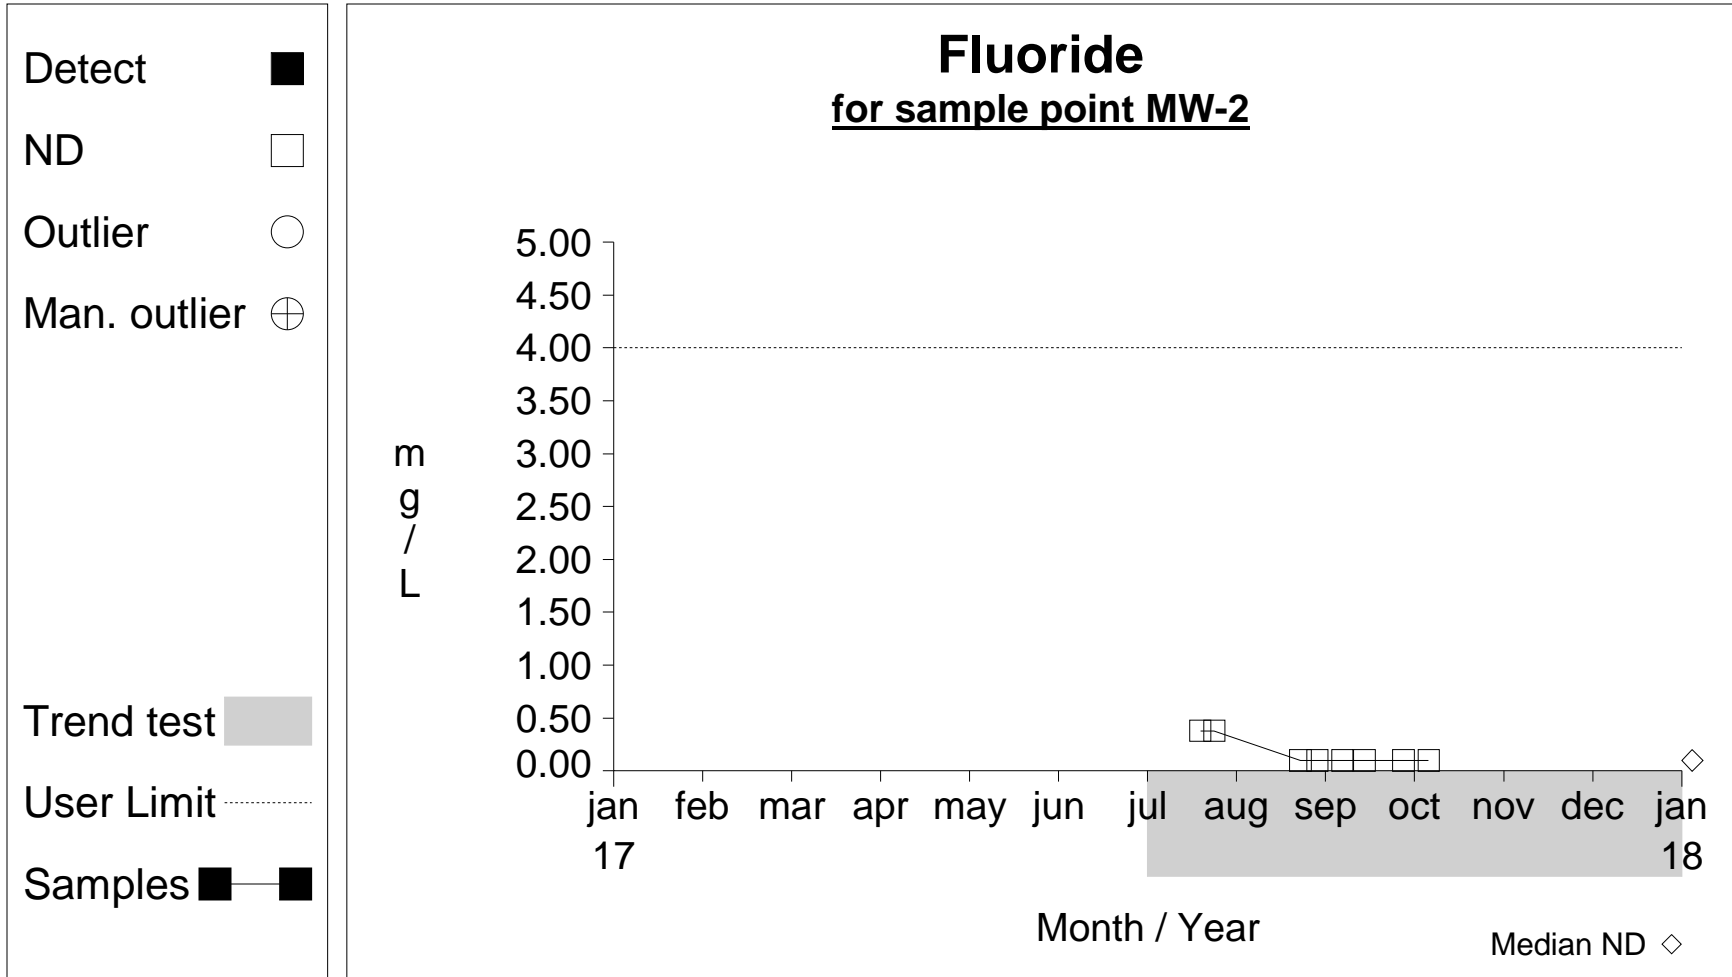 Detect
ND
Outlier
Man. outlier
Trend test
User Limit
Samples
Fluoride
for sample point MW-2
m
g
/
L
5.00
4.50
4.00
3.50
3.00
2.50
2.00
1.50
1.00
0.50
0.00
jan feb mar apr may jun jul aug sep oct nov dec jan
17 18
Month / Year
Median ND